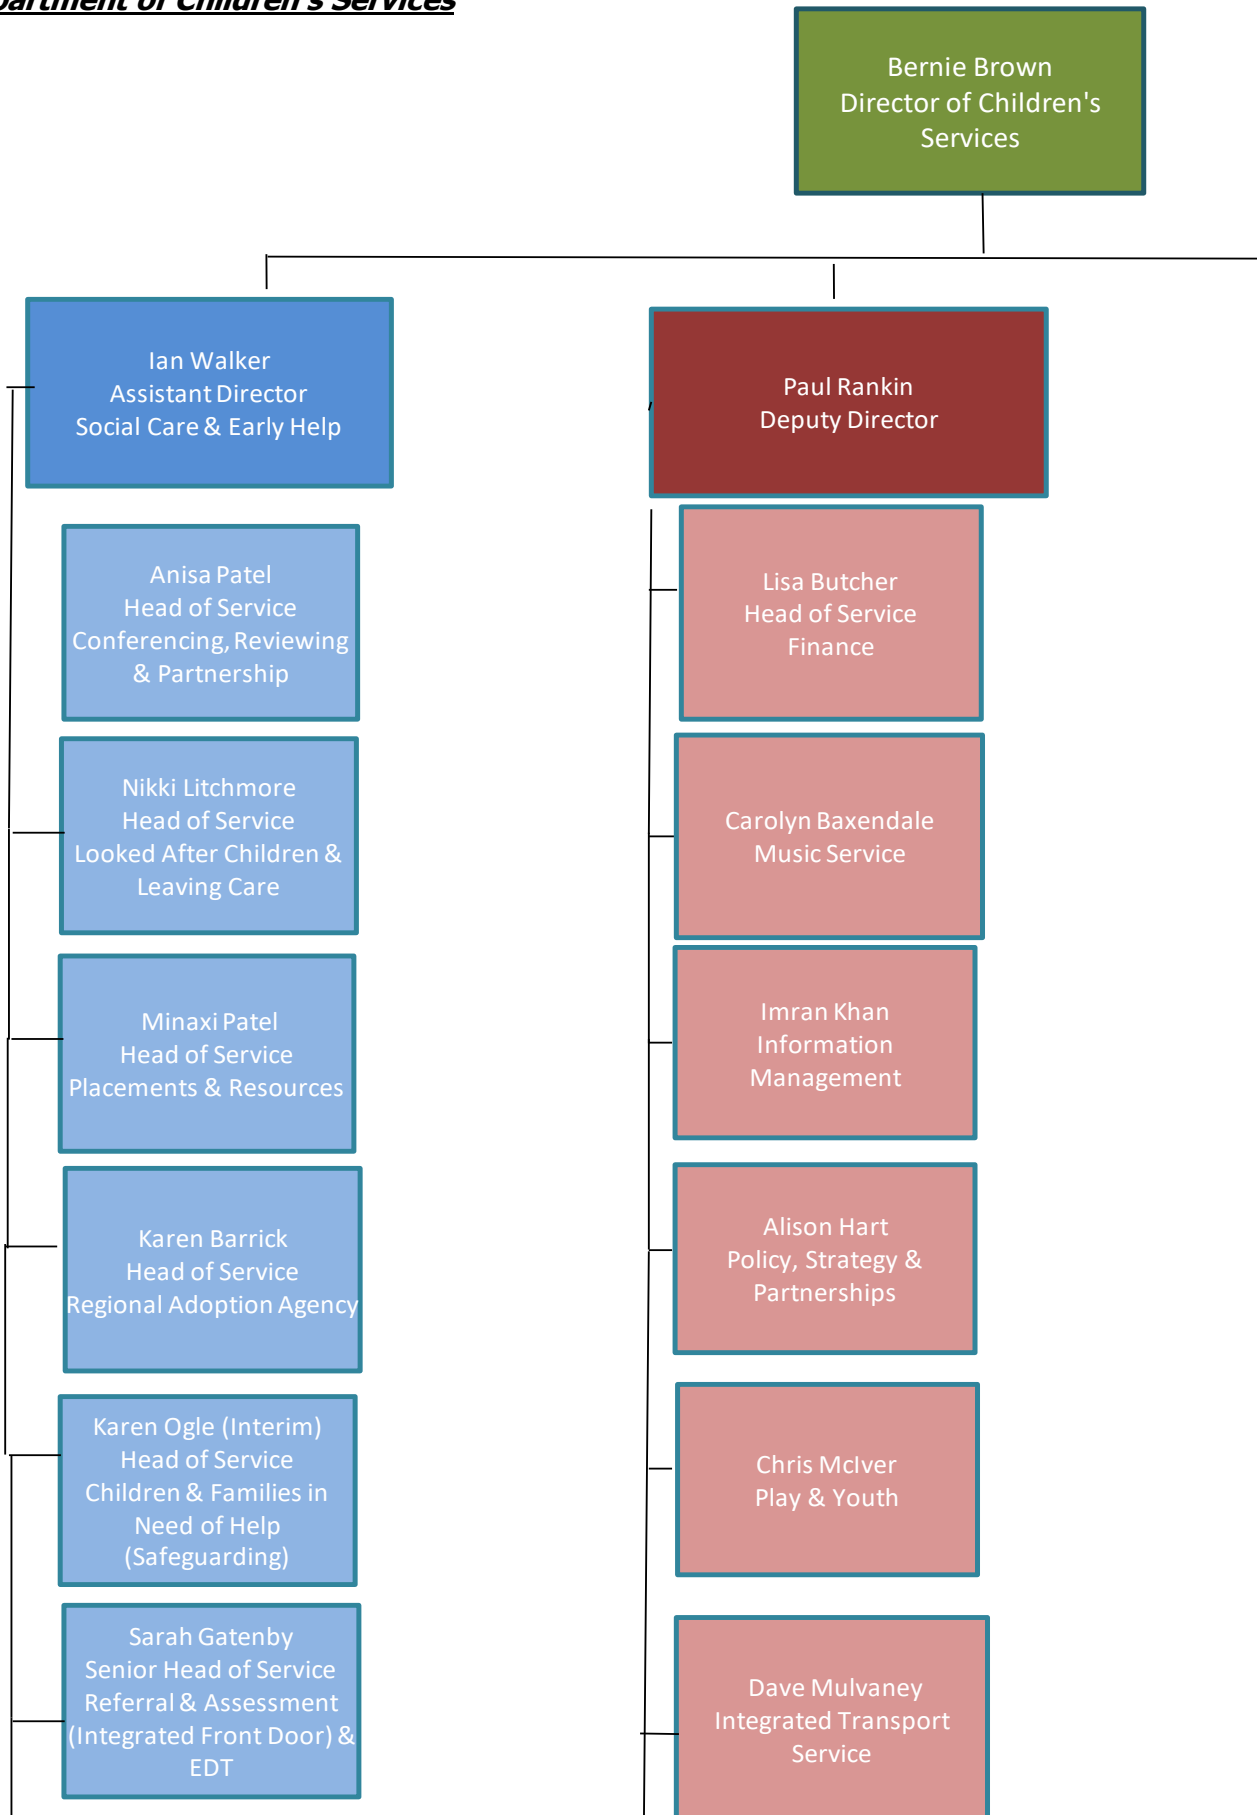 Department of Children's Services
Bernie Brown
Director of Children's
Services
Ian Walker
Assistant Director
Social Care & Early Help
Paul Rankin
Deputy Director
Anisa Patel
Head of Service
Conferencing, Reviewing
& Partnership
Lisa Butcher
Head of Service
Finance
Nikki Litchmore
Head of Service
Looked After Children &
Leaving Care
Carolyn Baxendale
Music Service
Minaxi Patel
Head of Service
Placements & Resources
Imran Khan
Information
Management
Karen Barrick
Head of Service
Regional Adoption Agency
Alison Hart
Policy, Strategy &
Partnerships
Karen Ogle (Interim)
Head of Service
Children & Families in
Need of Help
(Safeguarding)
Chris McIver
Play & Youth
Sarah Gatenby
Senior Head of Service
Referral & Assessment
(Integrated Front Door) &
EDT
Dave Mulvaney
Integrated Transport
Service